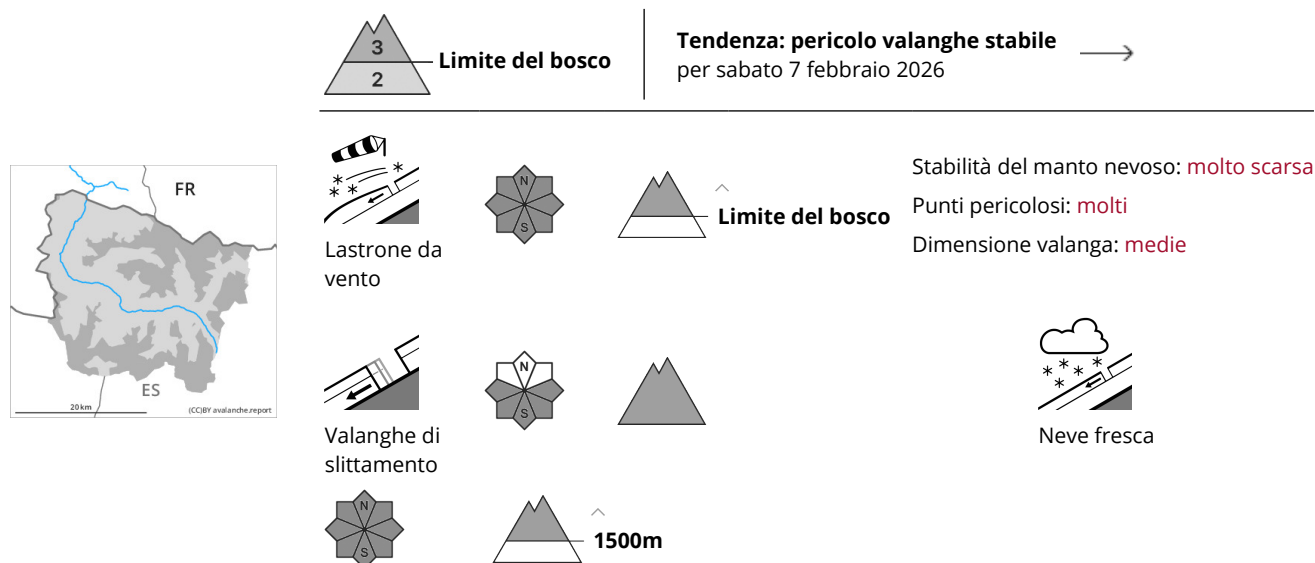 3
2
Limite del bosco
Tendenza: pericolo valanghe stabile
per sabato 7 febbraio 2026
FR
ES
20 km
(CC)BY avalanche.report
N
S
Limite del bosco
Lastrone da
vento
Stabilità del manto nevoso: molto scarsa
Punti pericolosi: molti
Dimensione valanga: medie
N
S
Valanghe di
slittamento
Neve fresca
N
S
1500m